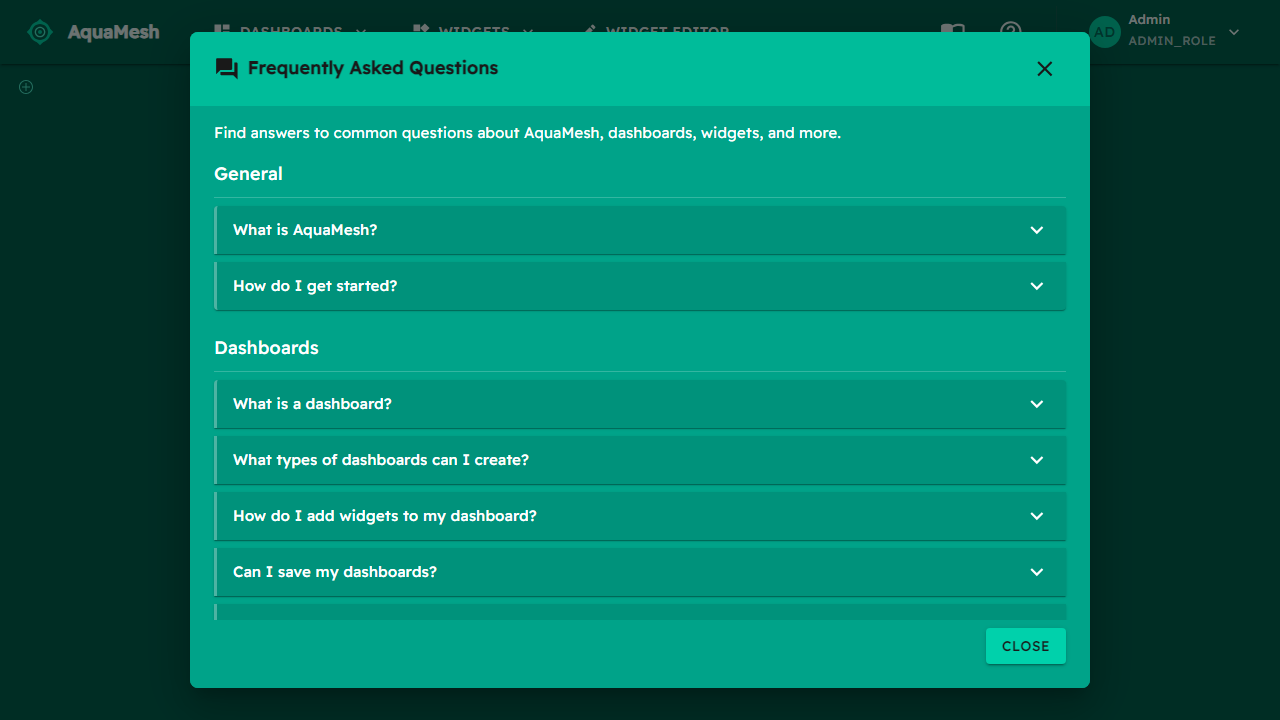 AquaMesh
DASHBOARDS
WIDGETS
WIDGET EDITOR
AD
Admin
ADMIN_ROLE
Frequently Asked Questions
Find answers to common questions about AquaMesh, dashboards, widgets, and more.
General
What is AquaMesh?
How do I get started?
Dashboards
What is a dashboard?
What types of dashboards can I create?
How do I add widgets to my dashboard?
Can I save my dashboards?
CLOSE